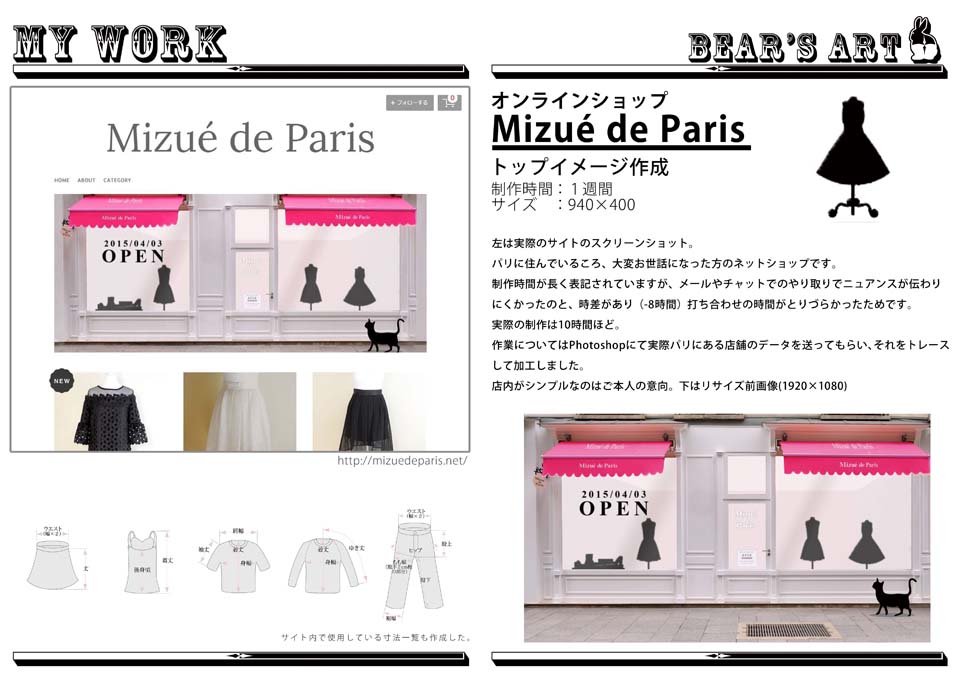 MY WORK
BEAR'S ART
+ フォローする
0
Mizué de Paris
HOME ABOUT CATEGORY
Mizué de Paris
Mizué de Paris
2015/04/03
OPEN
NEW
http://mizuedeparis.net/
ウエスト
(幅×2)
丈
後身頃
着丈
肩幅
袖丈
着丈
身幅
着丈
身幅
ゆき丈
ウエスト
(幅×2)
股上
ヒップ
股下
裾幅
サイト内で使用している寸法一覧も作成した。
オンラインショップ
Mizué de Paris
トップイメージ作成
制作時間：１週間
サイズ　：940×400
左は実際のサイトのスクリーンショット。
パリに住んでいるころ、大変お世話になった方のネットショップです。
制作時間が長く表記されていますが、メールやチャットでのやり取りでニュアンスが伝わり
にくかったのと、時差があり（-8時間）打ち合わせの時間がとりづらかったためです。
実際の制作は10時間ほど。
作業についてはPhotoshopにて実際パリにある店舗のデータを送ってもらい、それをトレース
して加工しました。
店内がシンプルなのはご本人の意向。下はリサイズ前画像(1920×1080)
Mizué de Paris
Mizué de Paris
2015/04/03
OPEN